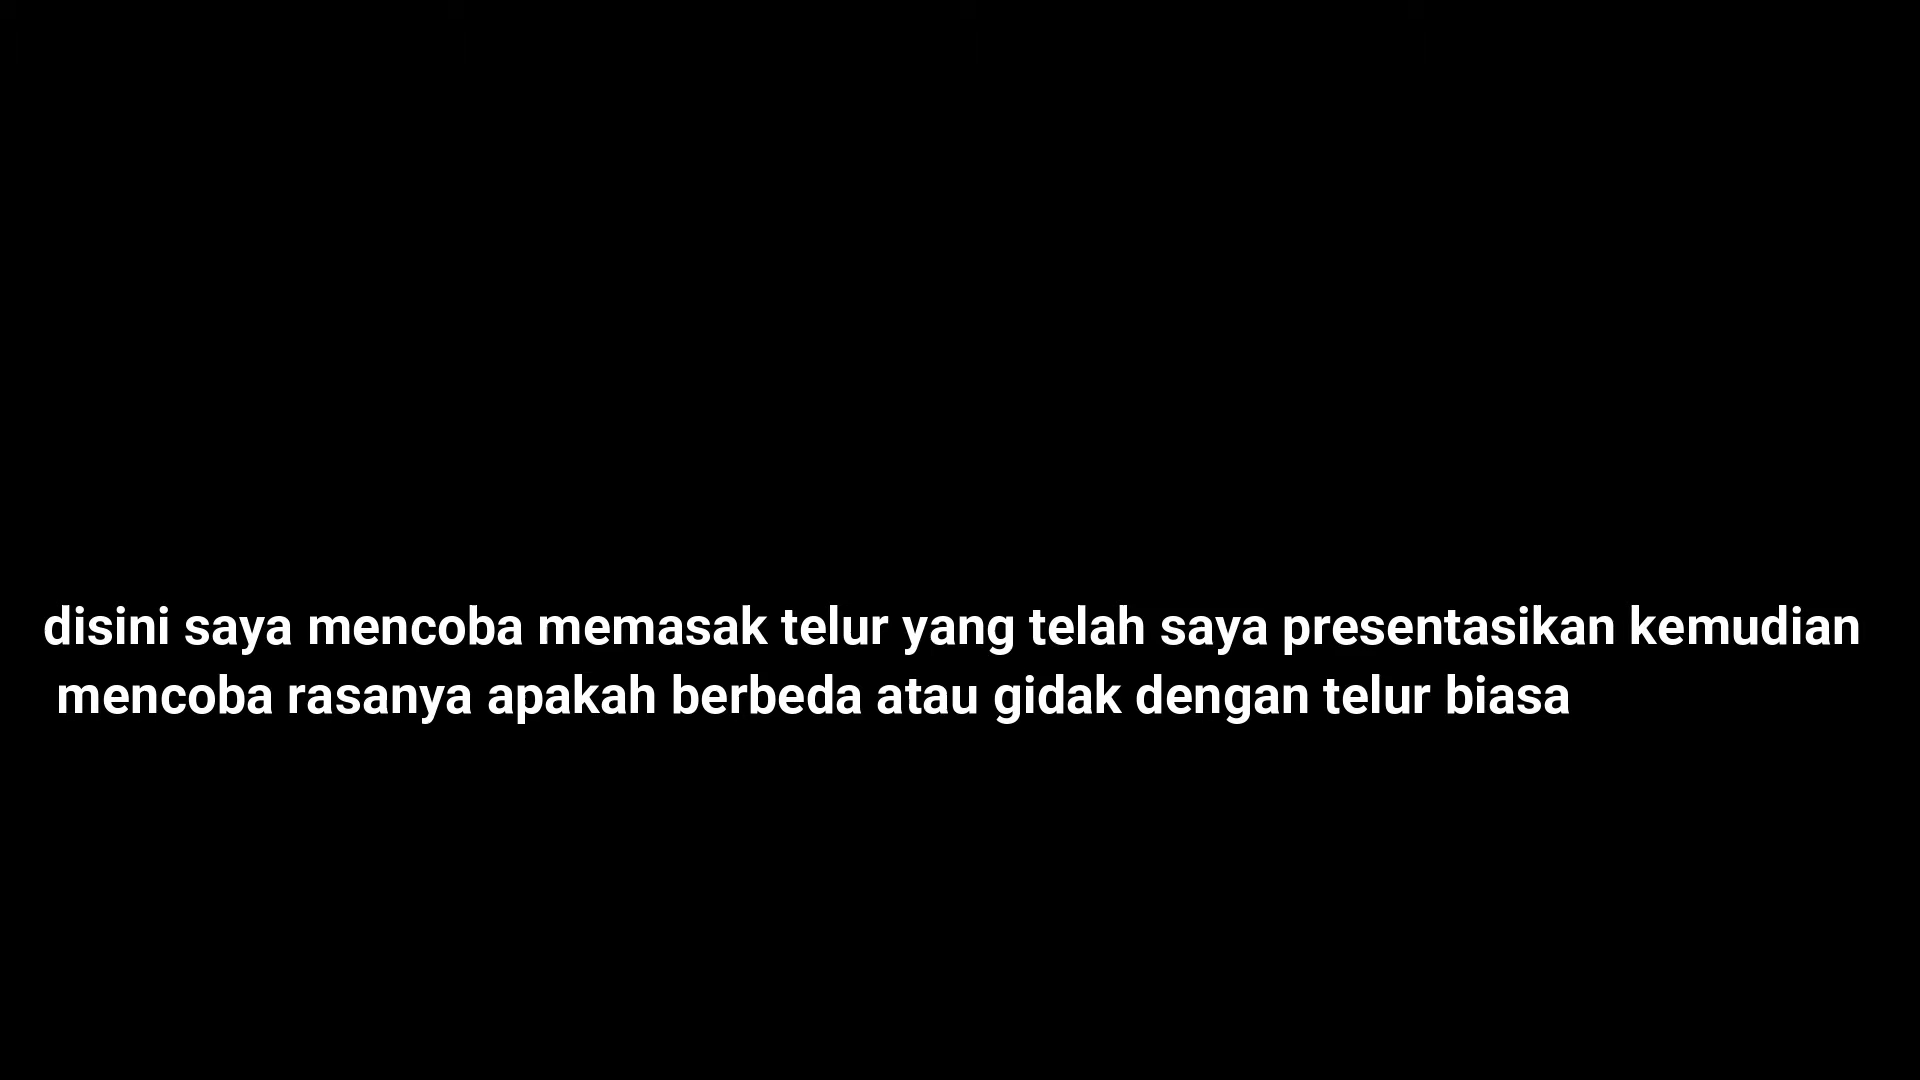 disini saya mencoba memasak telur yang telah saya presentasikan kemudian
mencoba rasanya apakah berbeda atau gidak dengan telur biasa